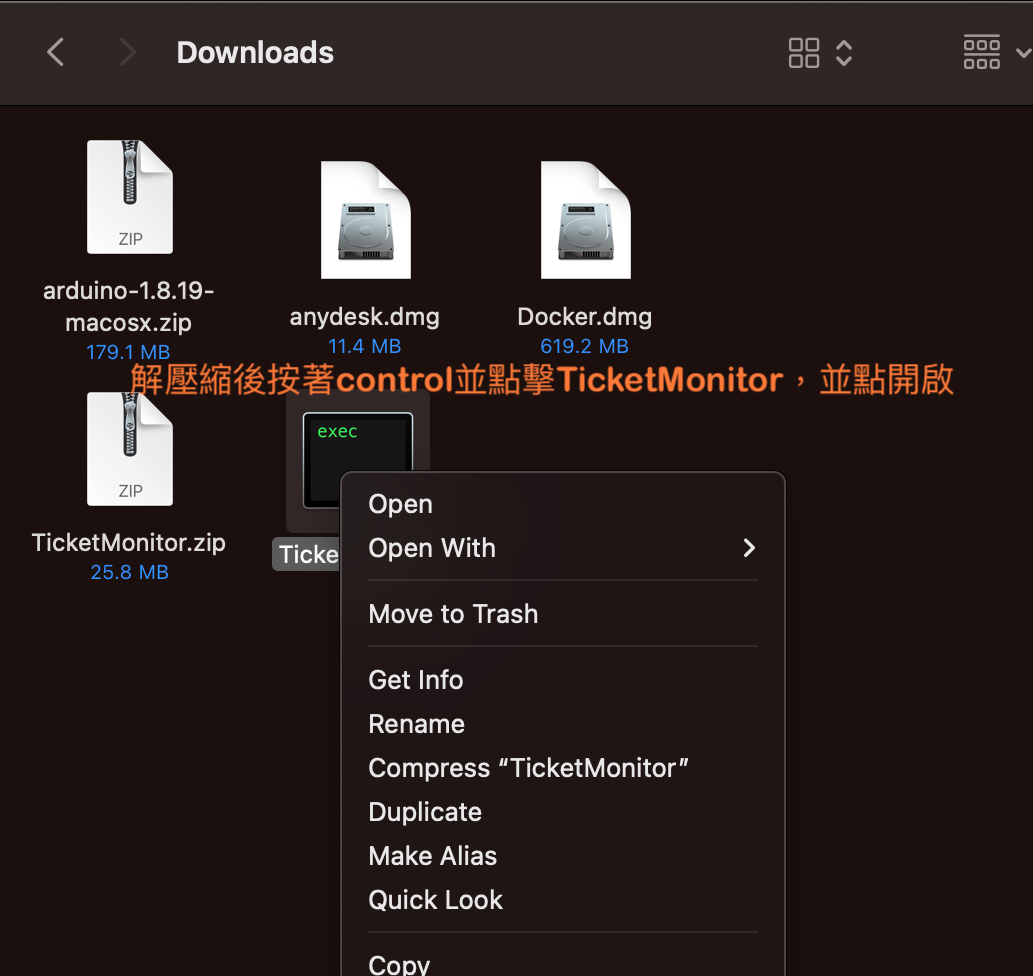 Downloads
ZIP
arduino-1.8.19-
macosx.zip
179.1 MB
anydesk.dmg
11.4 MB
Docker.dmg
619.2 MB
解壓縮後按著control並點擊TicketMonitor，並點開啟
ZIP
TicketMonitor.zip
25.8 MB
exec
Ticke
Open
Open With
Move to Trash
Get Info
Rename
Compress “TicketMonitor”
Duplicate
Make Alias
Quick Look
Copy